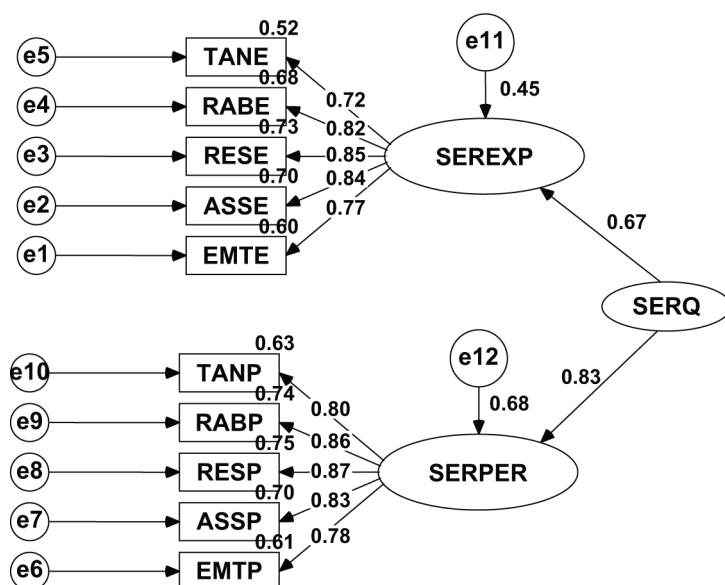 0.52
e5 TANE
e11
0.68
0.72
0.45
e4 RABE
0.82
0.73
e3 RESE 0.85 SEREXP
0.70
0.84
e2 ASSE
0.77
0.60
0.67
e1 EMTE
SERQ
0.63
e12
e10 TANP
0.83
0.74
0.80
0.68
e9 RABP
0.86
0.75
e8 RESP 0.87 SERPER
0.70
0.83
e7 ASSP
0.78
0.61
e6 EMTP